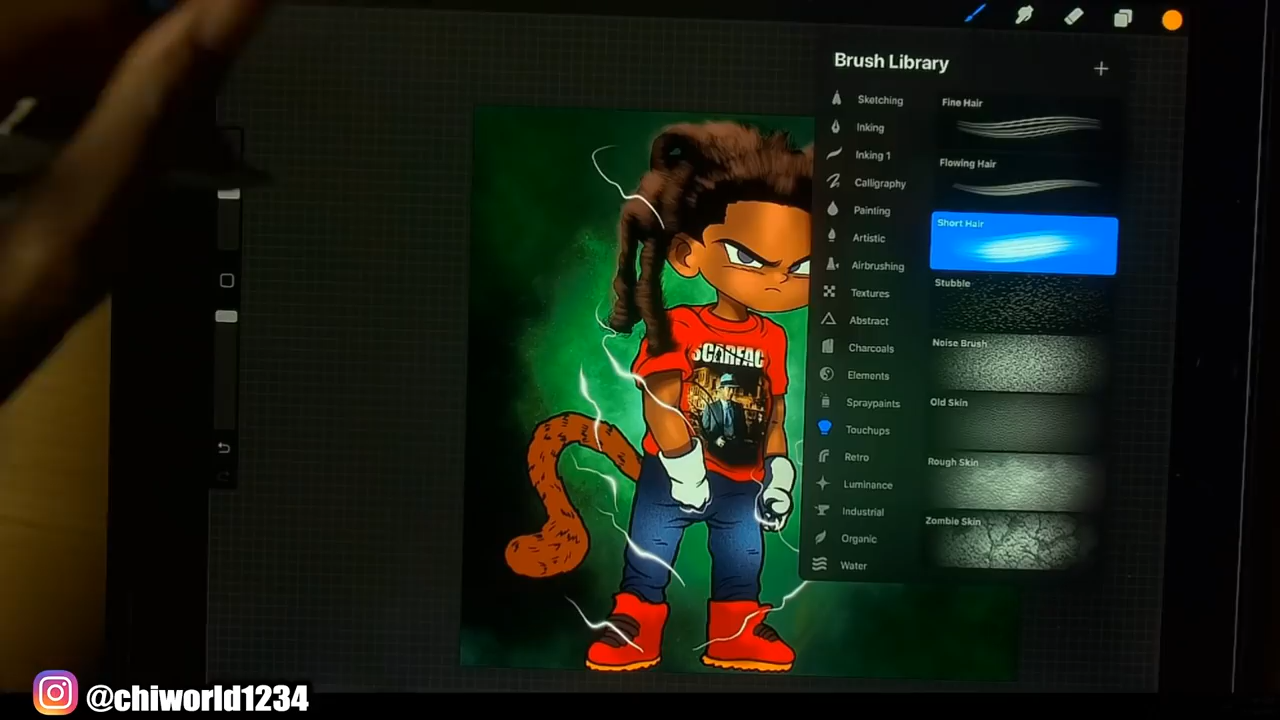 Brush Library
+
Sketching
Inking
Inking 1
Calligraphy
Painting
Artistic
Airbrushing
Textures
Abstract
Charcoals
Elements
Spraypaints
Touchups
Retro
Luminance
Industrial
Organic
Water
Fine Hair
Flowing Hair
Short Hair
Stubble
Noise Brush
Old Skin
Rough Skin
Zombie Skin
SCARFAC
@chiworld1234